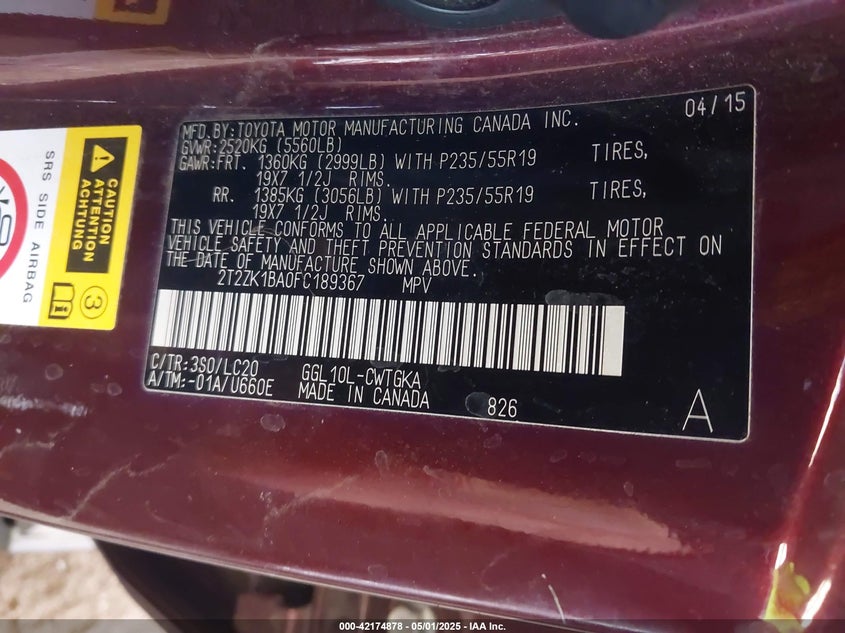 04/15
MFD. BY:TOYOTA MOTOR MANUFACTURING CANADA INC.
GVWR:2520KG (5560LB)
GAWR:FRT. 1360KG (2999LB) WITH P235/55R19 TIRES,
19X7 1/2J RIMS.
RR. 1385KG (3056LB) WITH P235/55R19 TIRES,
19X7 1/2J RIMS.
THIS VEHICLE CONFORMS TO ALL APPLICABLE FEDERAL MOTOR
VEHICLE SAFETY AND THEFT PREVENTION STANDARDS IN EFFECT ON
THE DATE OF MANUFACTURE SHOWN ABOVE.
2T2ZK1BA0FC189367 MPV
C/TR:3S0/LC20 GGL10L-CWTGKA
A/TM:-01A/U660E MADE IN CANADA 826
A
SRS SIDE AIRBAG
CAUTION
ATTENTION
ACHTUNG
3
000-42174878 - 05/01/2025 - IAA Inc.